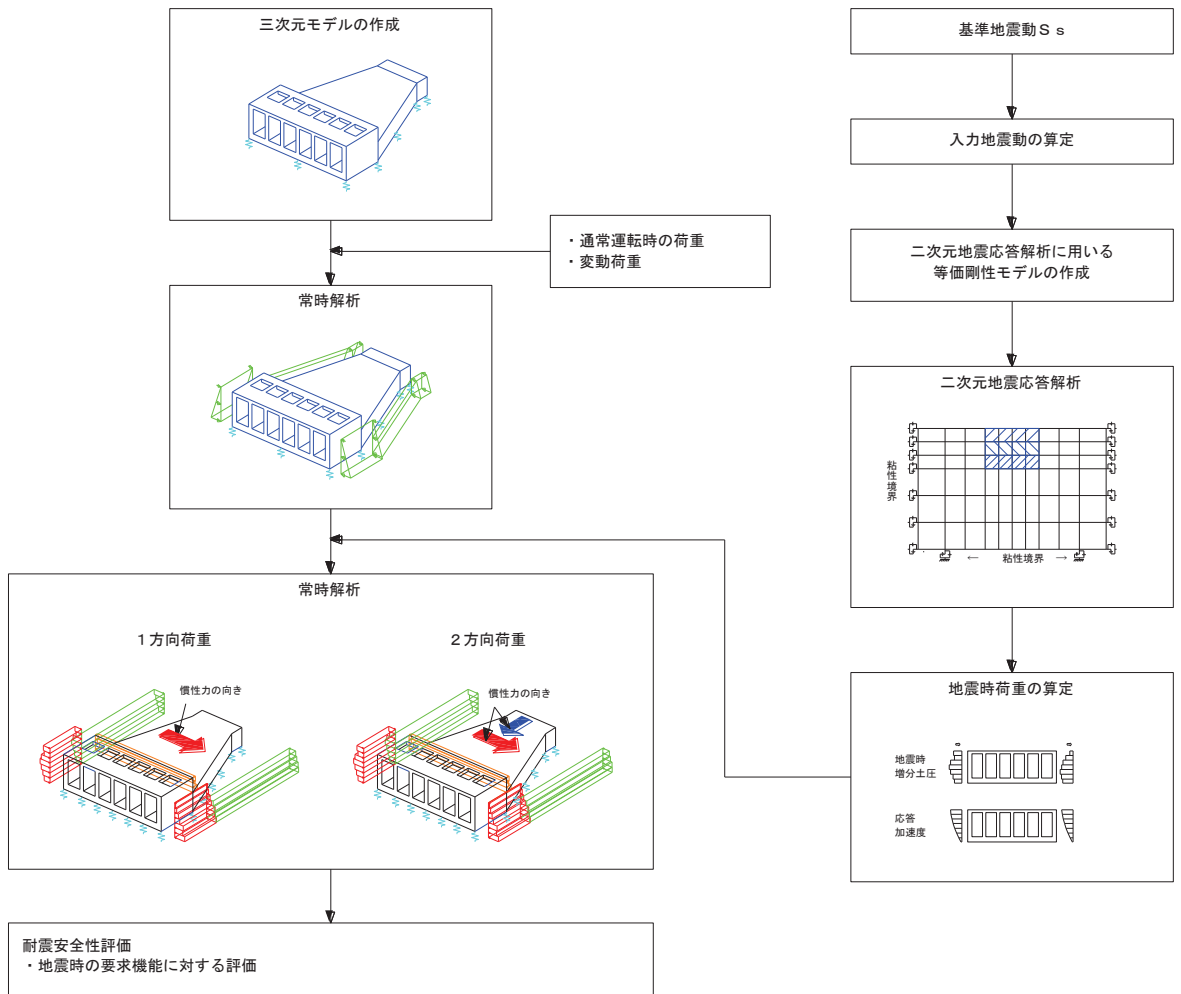 三次元モデルの作成
・通常運転時の荷重
・変動荷重
常時解析
常時解析
1方向荷重
慣性力の向き
2方向荷重
慣性力の向き
耐震安全性評価
・地震時の要求機能に対する評価
基準地震動Ss
入力地震動の算定
二次元地震応答解析に用いる
等価剛性モデルの作成
二次元地震応答解析
粘性境界
← 粘性境界 →
地震時荷重の算定
地震時
増分土圧
応答
加速度